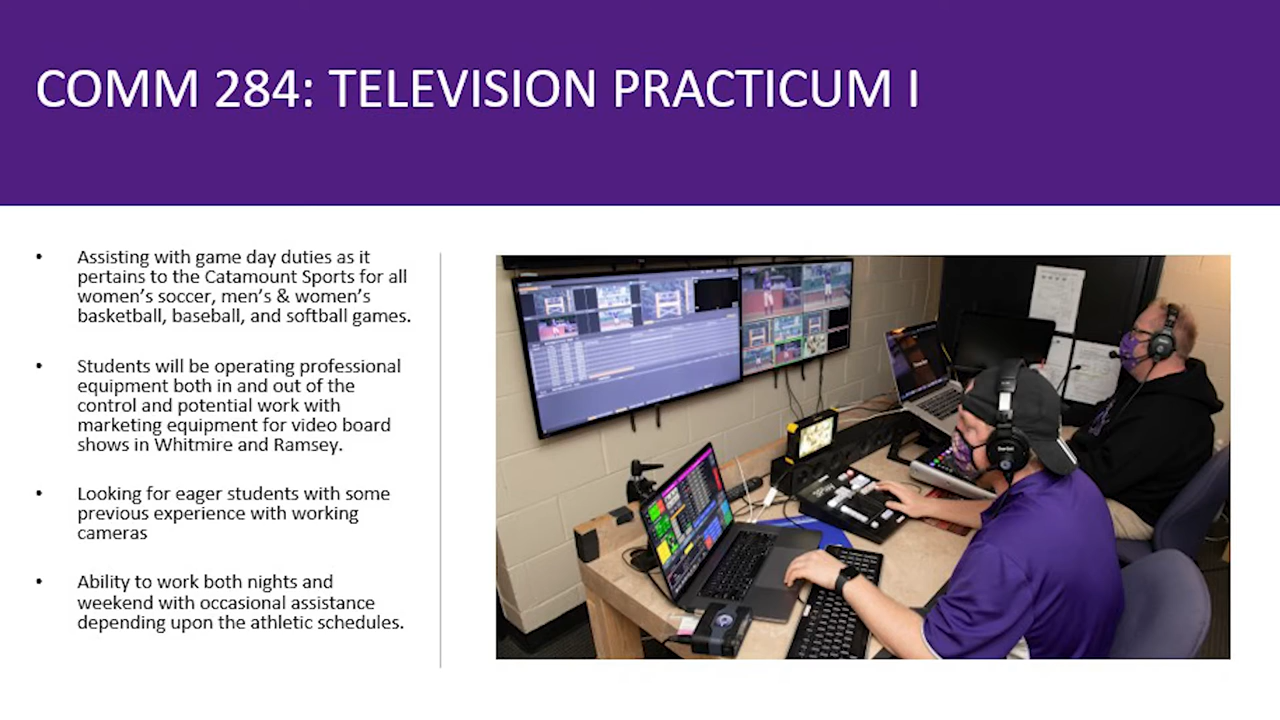 COMM 284: TELEVISION PRACTICUM I
• Assisting with game day duties as it
pertains to the Catamount Sports for all
women's soccer, men's & women's
basketball, baseball, and softball games.
• Students will be operating professional
equipment both in and out of the
control and potential work with
marketing equipment for video board
shows in Whitmire and Ramsey.
• Looking for eager students with some
previous experience with working
cameras
• Ability to work both nights and
weekend with occasional assistance
depending upon the athletic schedules.